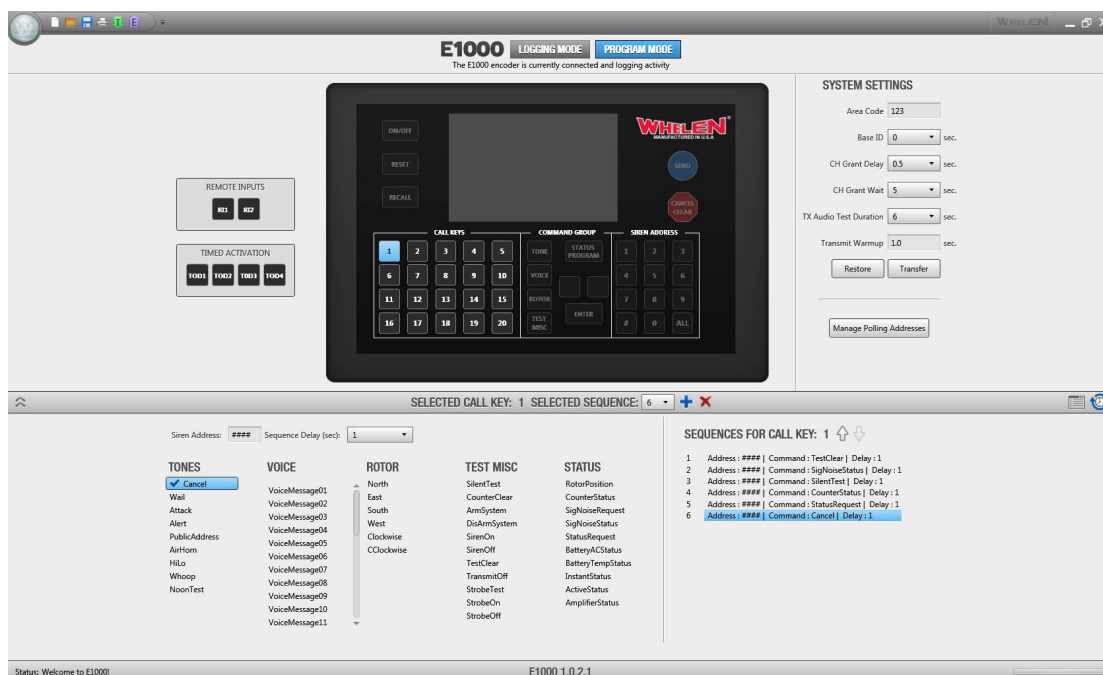 WHELEN
E1000 LOGGING MODE PROGRAM MODE
The E1000 encoder is currently connected and logging activity
REMOTE INPUTS
RI1 RI2
TIMED ACTIVATION
TOD1 TOD2 TOD3 TOD4
ON/OFF
RESET
RECALL
WHELEN®
MANUFACTURED IN U.S.A
SEND
CANCEL
CLEAR
CALL KEYS COMMAND GROUP SIREN ADDRESS
1 2 3 4 5 TONE STATUS PROGRAM 1 2 3
6 7 8 9 10 VOICE 4 5 6
11 12 13 14 15 ROTOR 7 8 9
16 17 18 19 20 TEST MISC ENTER # 0 ALL
SYSTEM SETTINGS
Area Code 123
Base ID 0 sec.
CH Grant Delay 0.5 sec.
CH Grant Wait 5 sec.
TX Audio Test Duration 6 sec.
Transmit Warmup 1.0 sec.
Restore Transfer
Manage Polling Addresses
SELECTED CALL KEY: 1 SELECTED SEQUENCE: 6
Siren Address: #### Sequence Delay (sec): 1
TONES
Cancel
Wail
Attack
Alert
PublicAddress
AirHorn
HiLo
Whoop
NoonTest
VOICE
VoiceMessage01
VoiceMessage02
VoiceMessage03
VoiceMessage04
VoiceMessage05
VoiceMessage06
VoiceMessage07
VoiceMessage08
VoiceMessage09
VoiceMessage10
VoiceMessage11
ROTOR
North
East
South
West
Clockwise
CClockwise
TEST MISC
SilentTest
CounterClear
ArmSystem
DisArmSystem
SirenOn
SirenOff
TestClear
TransmitOff
StrobeTest
StrobeOn
StrobeOff
STATUS
RotorPosition
CounterStatus
SigNoiseRequest
SigNoiseStatus
StatusRequest
BatteryACStatus
BatteryTempStatus
InstantStatus
ActiveStatus
AmplifierStatus
SEQUENCES FOR CALL KEY: 1
1 Address : #### | Command : TestClear | Delay : 1
2 Address : #### | Command : SigNoiseStatus | Delay : 1
3 Address : #### | Command : SilentTest | Delay : 1
4 Address : #### | Command : CounterStatus | Delay : 1
5 Address : #### | Command : StatusRequest | Delay : 1
6 Address : #### | Command : Cancel | Delay : 1
Status: Welcome to E1000! E1000 1.0.2.1